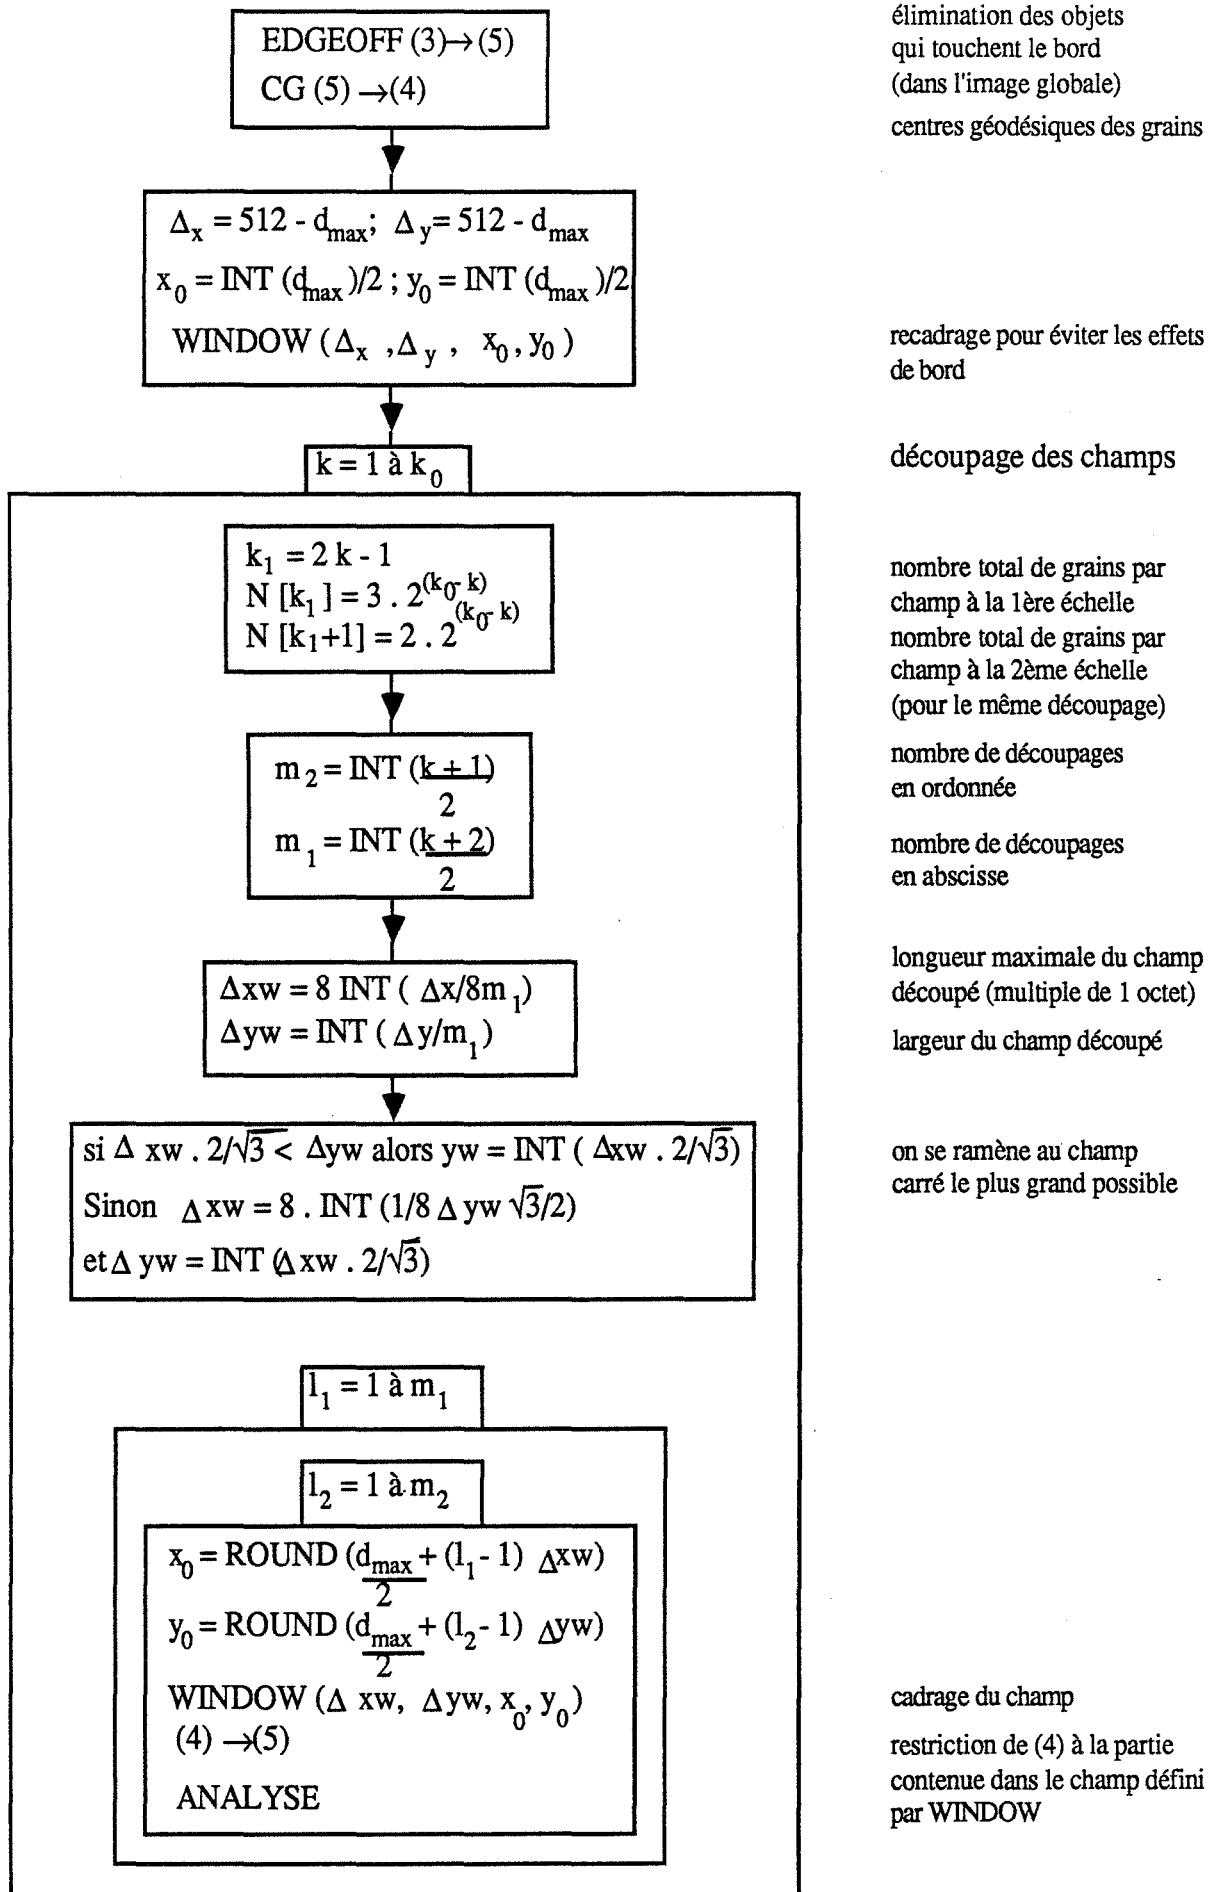 EDGEOFF (3)→(5)
CG (5) →(4)
élimination des objets
qui touchent le bord
(dans l'image globale)
centres géodésiques des grains
Δx = 512 - dmax; Δy = 512 - dmax
x0 = INT (dmax)/2 ; y0 = INT (dmax)/2
WINDOW (Δx , Δy , x0, y0 )
recadrage pour éviter les effets
de bord
k = 1 à k0
découpage des champs
k1 = 2 k - 1
N [k1 ] = 3 . 2(k0- k)
N [k1+1] = 2 . 2(k0- k)
nombre total de grains par
champ à la 1ère échelle
nombre total de grains par
champ à la 2ème échelle
(pour le même découpage)
m2 = INT (k + 1)
2
m1 = INT (k + 2)
2
nombre de découpages
en ordonnée
nombre de découpages
en abscisse
Δxw = 8 INT ( Δx/8m1)
Δyw = INT ( Δy/m1)
longueur maximale du champ
découpé (multiple de 1 octet)
largeur du champ découpé
si Δ xw . 2/√3 < Δyw alors yw = INT ( Δxw . 2/√3)
Sinon Δ xw = 8 . INT (1/8 Δ yw √3/2)
et Δ yw = INT (Δ xw . 2/√3)
on se ramène au champ
carré le plus grand possible
l1 = 1 à m1
l2 = 1 à m2
x0 = ROUND (dmax + (l1 - 1) Δxw)
2
y0 = ROUND (dmax + (l2 - 1) Δyw)
2
WINDOW (Δ xw, Δyw, x0, y0 )
(4) →(5)
ANALYSE
cadrage du champ
restriction de (4) à la partie
contenue dans le champ défini
par WINDOW